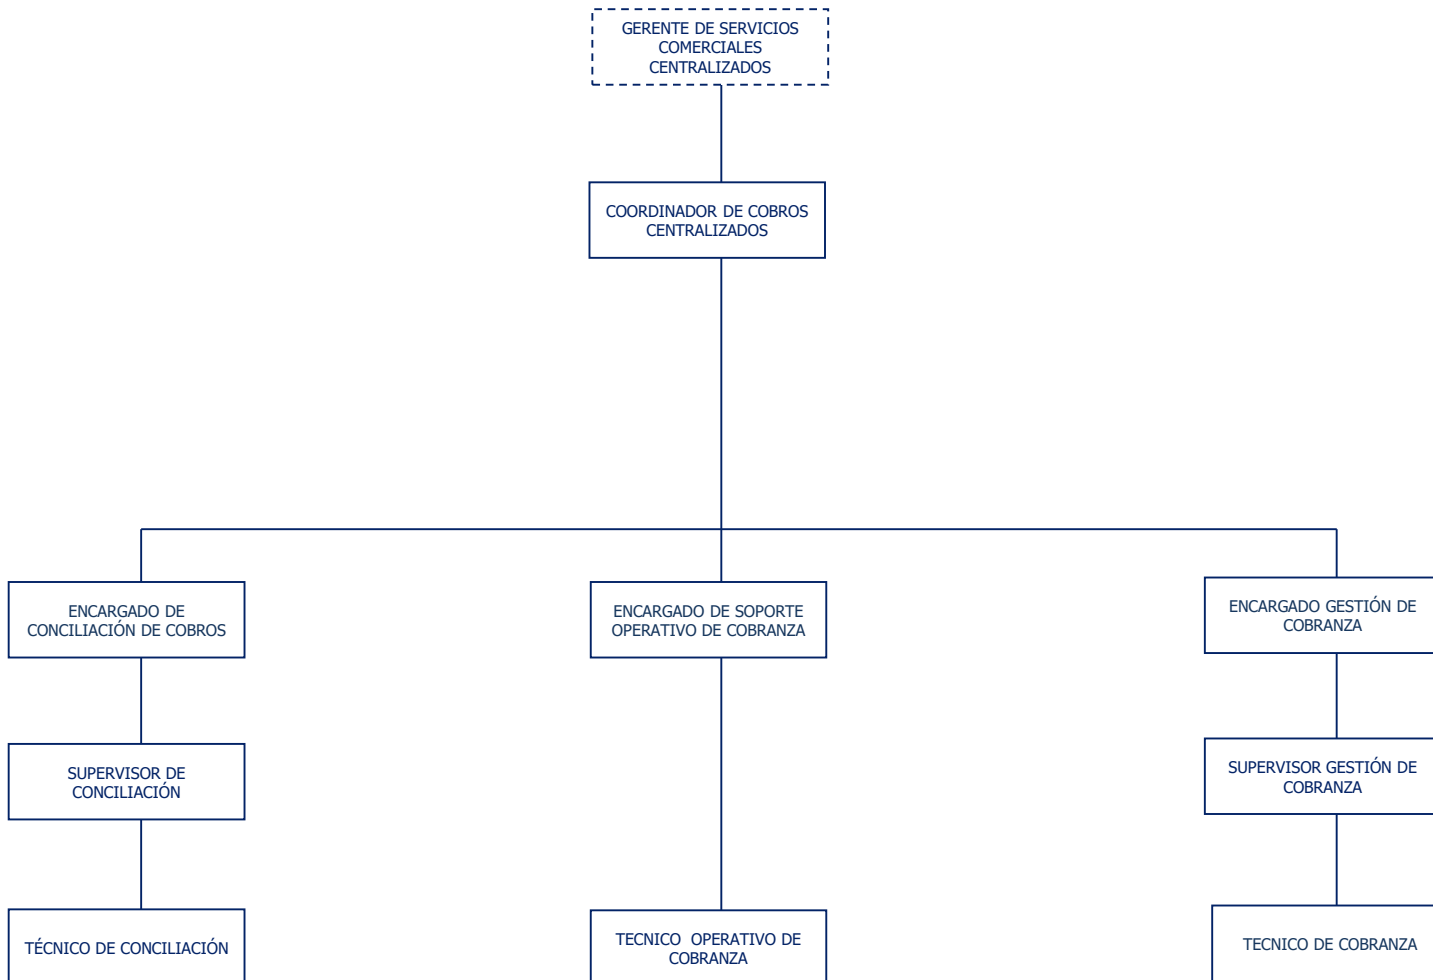 GERENTE DE SERVICIOS
COMERCIALES
CENTRALIZADOS
COORDINADOR DE COBROS
CENTRALIZADOS
ENCARGADO DE
CONCILIACIÓN DE COBROS
ENCARGADO DE SOPORTE
OPERATIVO DE COBRANZA
ENCARGADO GESTIÓN DE
COBRANZA
SUPERVISOR DE
CONCILIACIÓN
SUPERVISOR GESTIÓN DE
COBRANZA
TÉCNICO DE CONCILIACIÓN
TECNICO OPERATIVO DE
COBRANZA
TECNICO DE COBRANZA